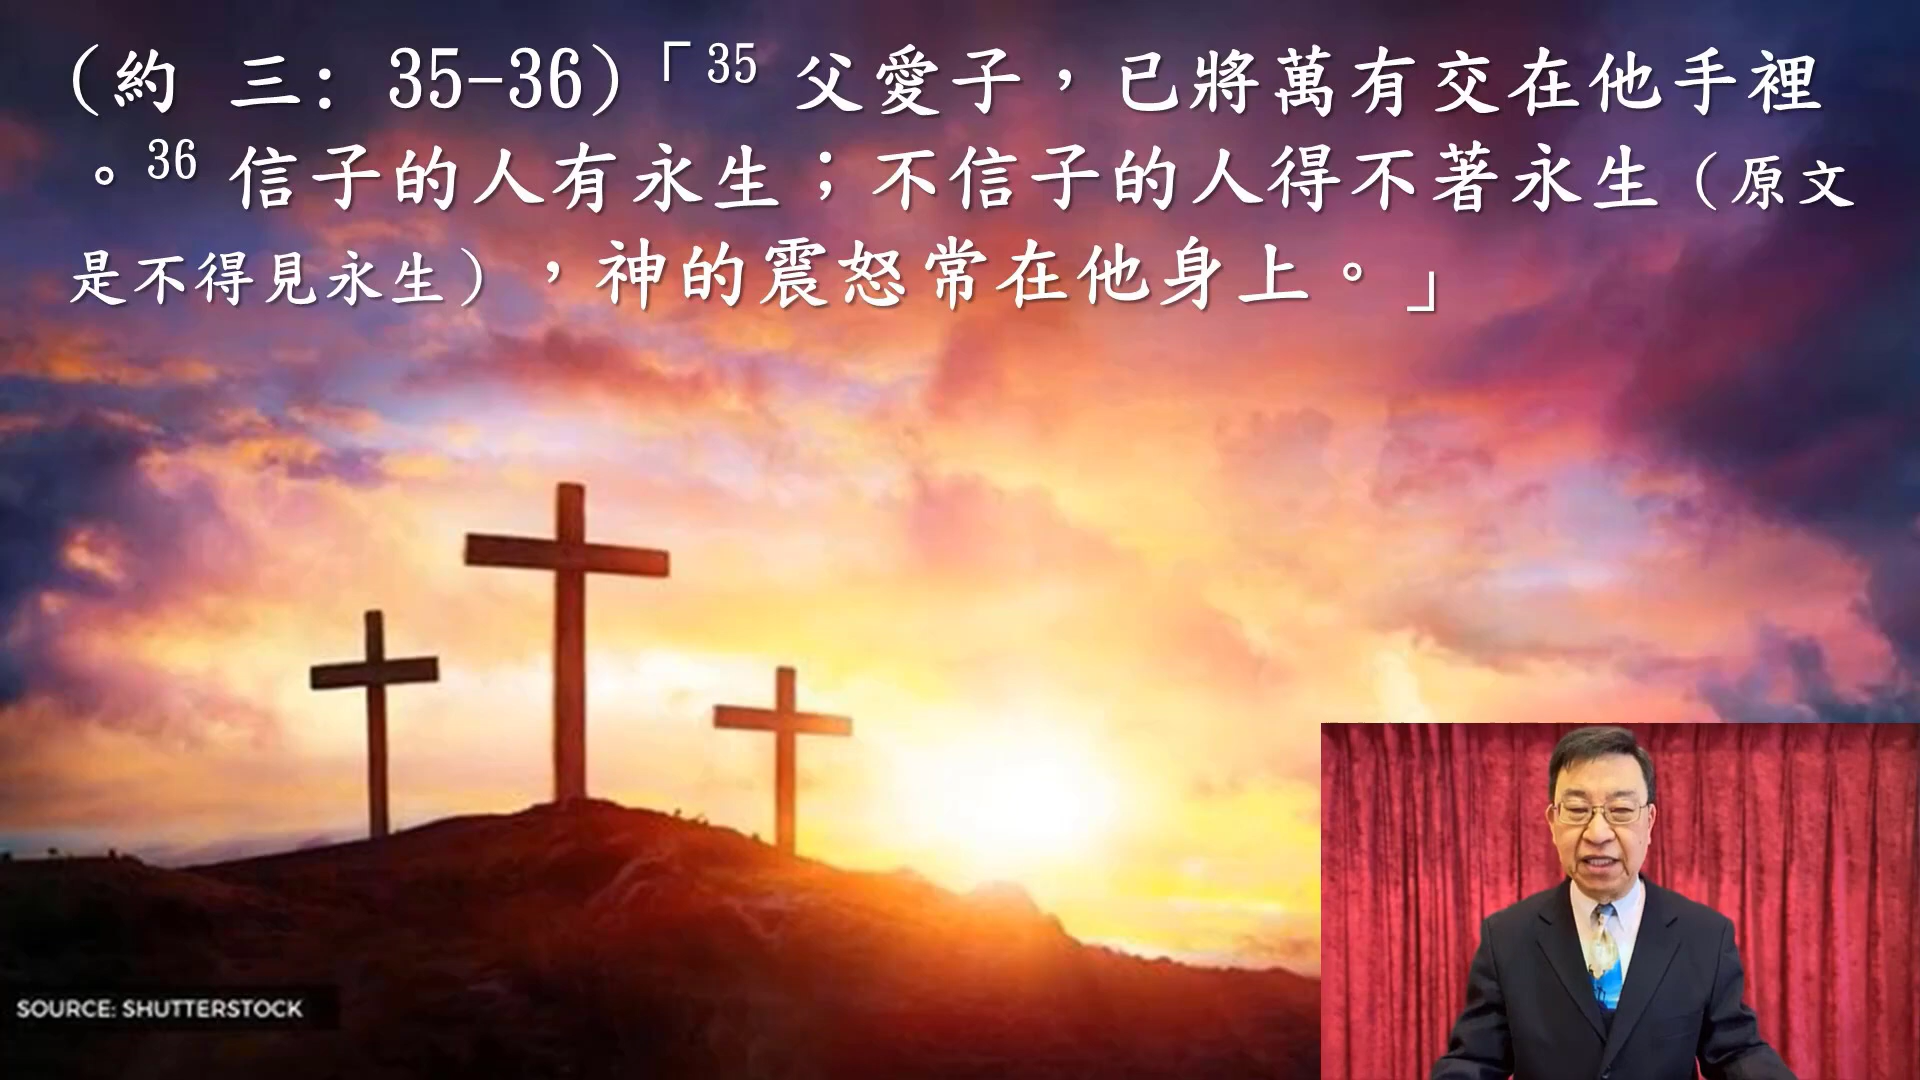 (約 三: 35-36)「35 父愛子，已將萬有交在他手裡
。36 信子的人有永生；不信子的人得不著永生（原文
是不得見永生），神的震怒常在他身上。」
SOURCE: SHUTTERSTOCK